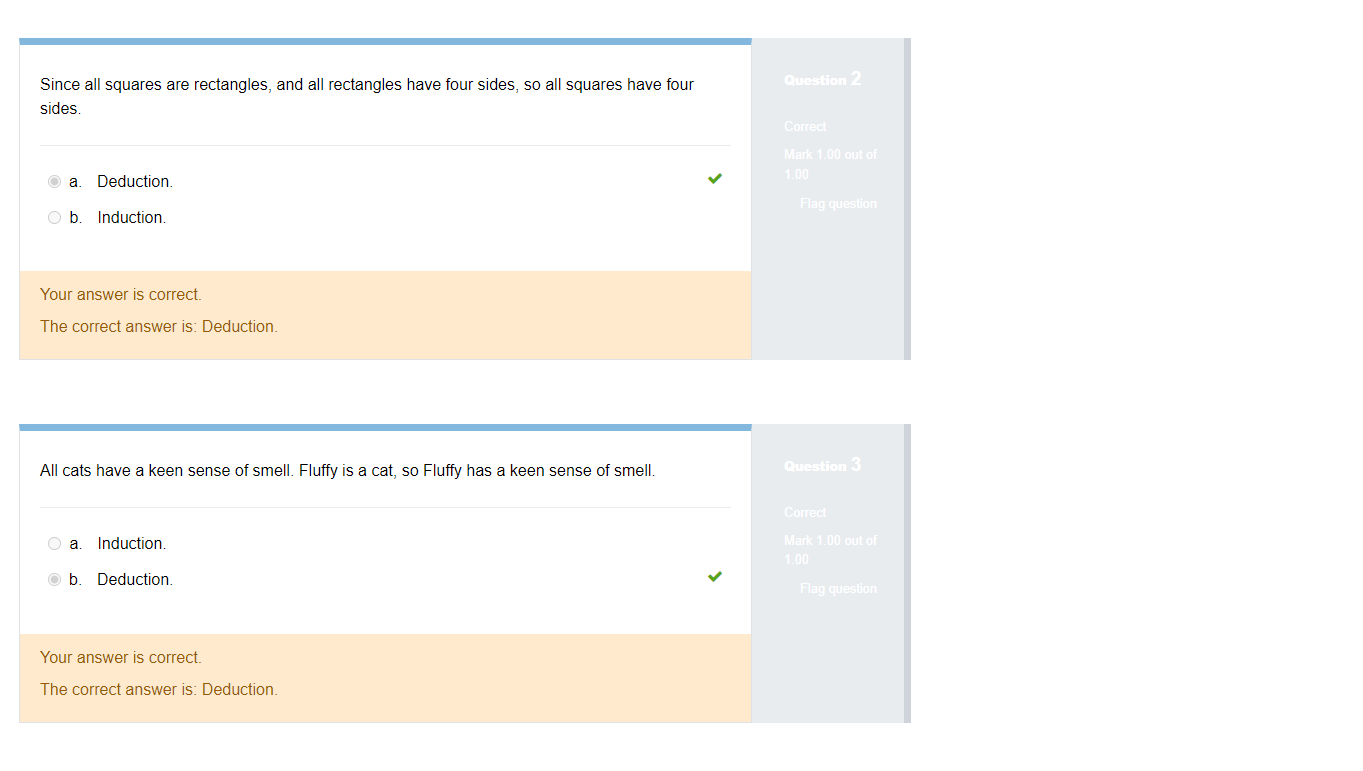 Since all squares are rectangles, and all rectangles have four sides, so all squares have four
sides.
a. Deduction.
b. Induction.
Your answer is correct.
The correct answer is: Deduction.
Question 2
Correct
Mark 1.00 out of
1.00
Flag question
All cats have a keen sense of smell. Fluffy is a cat, so Fluffy has a keen sense of smell.
a. Induction.
b. Deduction.
Your answer is correct.
The correct answer is: Deduction.
Question 3
Correct
Mark 1.00 out of
1.00
Flag question